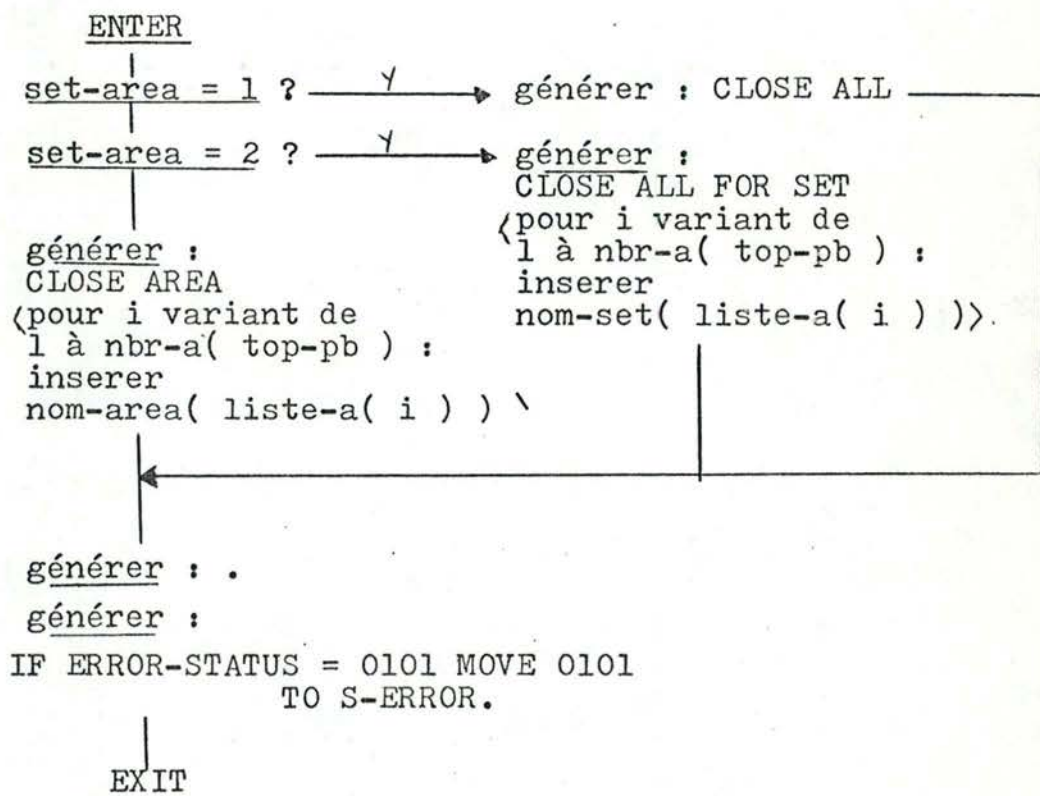 ENTER
set-area = 1 ? y générer : CLOSE ALL
set-area = 2 ? y générer :
CLOSE ALL FOR SET
<pour i variant de
1 à nbr-a( top-pb ) :
inserer
nom-set( liste-a( i ) )>.
générer :
CLOSE AREA
<pour i variant de
1 à nbr-a( top-pb ) :
inserer
nom-area( liste-a( i ) ) \
générer : .
générer :
IF ERROR-STATUS = 0101 MOVE 0101
TO S-ERROR.
EXIT